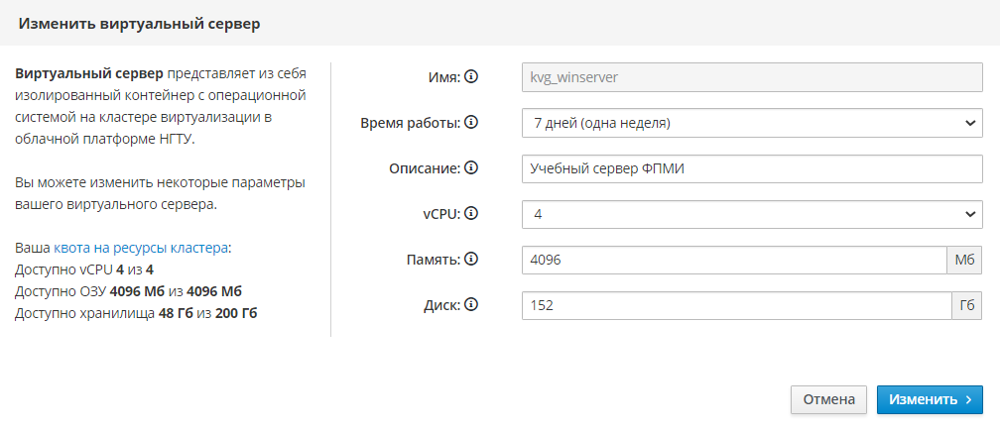 Изменить виртуальный сервер
Виртуальный сервер представляет из себя
изолированный контейнер с операционной
системой на кластере виртуализации в
облачной платформе НГТУ.
Вы можете изменить некоторые параметры
вашего виртуального сервера.
Ваша квота на ресурсы кластера:
Доступно vCPU 4 из 4
Доступно ОЗУ 4096 Мб из 4096 Мб
Доступно хранилища 48 Гб из 200 Гб
Имя: kvg_winserver
Время работы: 7 дней (одна неделя)
Описание: Учебный сервер ФПМИ
vCPU: 4
Память: 4096 Мб
Диск: 152 Гб
Отмена Изменить